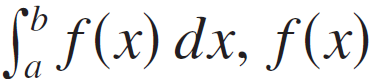 ∫_a^b f(x) dx, f(x)